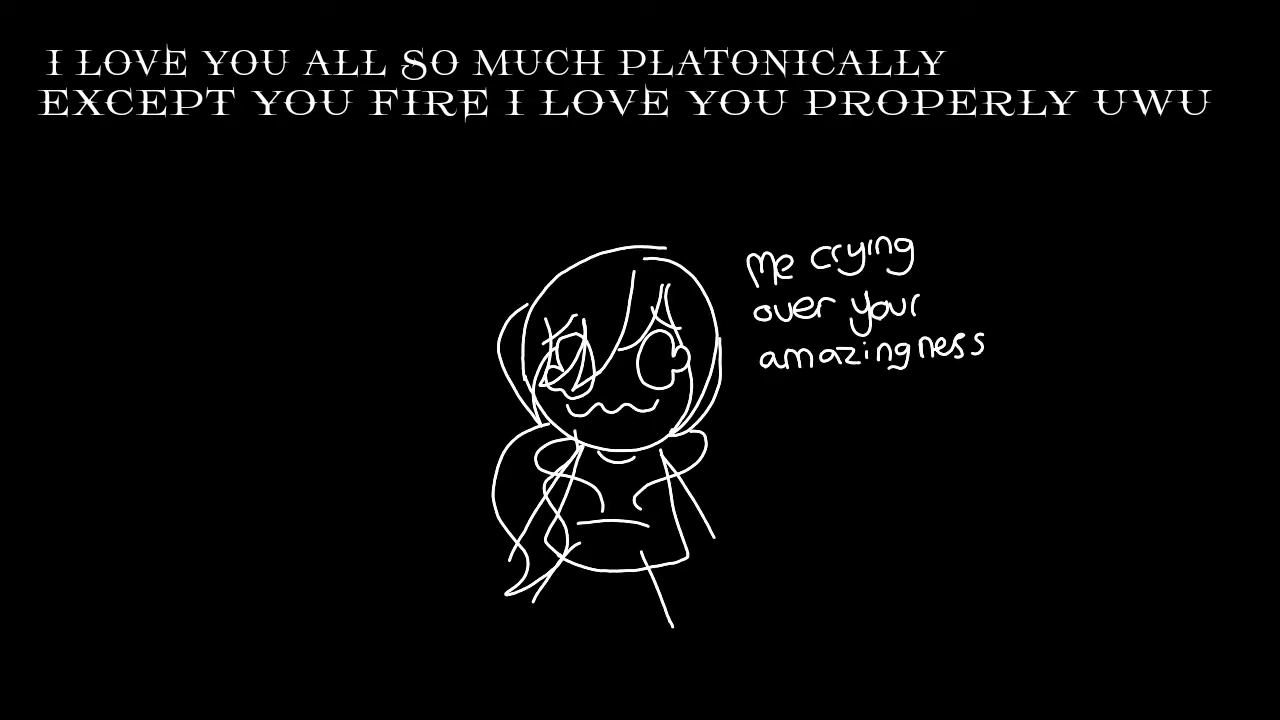 I LOVE YOU ALL SO MUCH PLATONICALLY
EXCEPT YOU FIRE I LOVE YOU PROPERLY UWU
Me crying
over your
amazingness